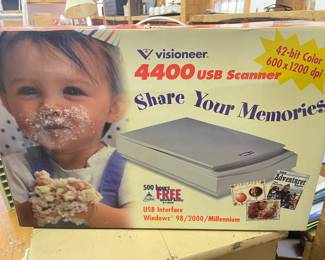 visioneer
4400 USB Scanner
42-bit Color
600 x 1200 dpi
Share Your Memories
500 hours
FREE
USB Interface
Windows 98/2000/Millennium
Adventurer